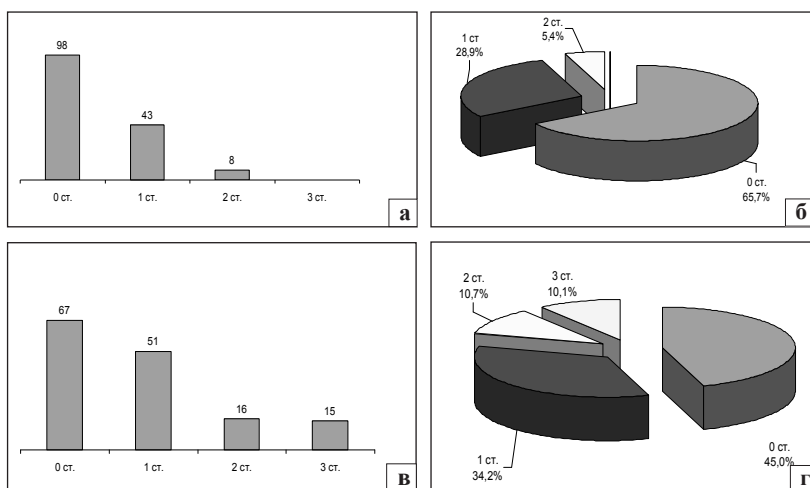 98
43
8
0 ст.
1 ст.
2 ст.
3 ст.
а
2 ст.
5,4%
1 ст
28,9%
0 ст.
65,7%
б
67
51
16
15
0 ст.
1 ст.
2 ст.
3 ст.
в
3 ст.
10,1%
2 ст.
10,7%
1 ст.
34,2%
0 ст.
45,0%
г